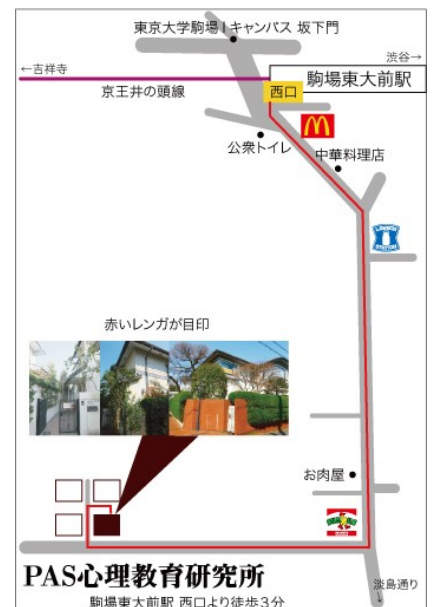 東京大学駒場Ⅰキャンパス 坂下門
渋谷→
←吉祥寺
駒場東大前駅
京王井の頭線
西口
公衆トイレ
中華料理店
赤いレンガが目印
お肉屋
PAS心理教育研究所
淡島通り
↓
駒場東大前駅 西口より徒歩3分